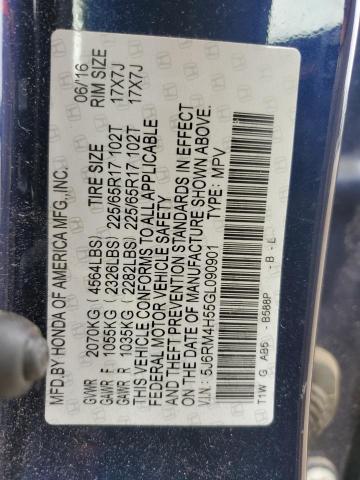 MFD.BY HONDA OF AMERICA MFG.,INC. 06/16
TIRE SIZE RIM SIZE
GVWR 2070KG (4564LBS)
GAWR F 1055KG (2326LBS) 225/65R17 102T 17X7J
GAWR R 1035KG (2282LBS) 225/65R17 102T 17X7J
THIS VEHICLE CONFORMS TO ALL APPLICABLE
FEDERAL MOTOR VEHICLE SAFETY
AND THEFT PREVENTION STANDARDS IN EFFECT
ON THE DATE OF MANUFACTURE SHOWN ABOVE.
V.I.N.: 5J6RM4H55GL090901 TYPE: MPV
T1W G AB5 - B588P - B - L